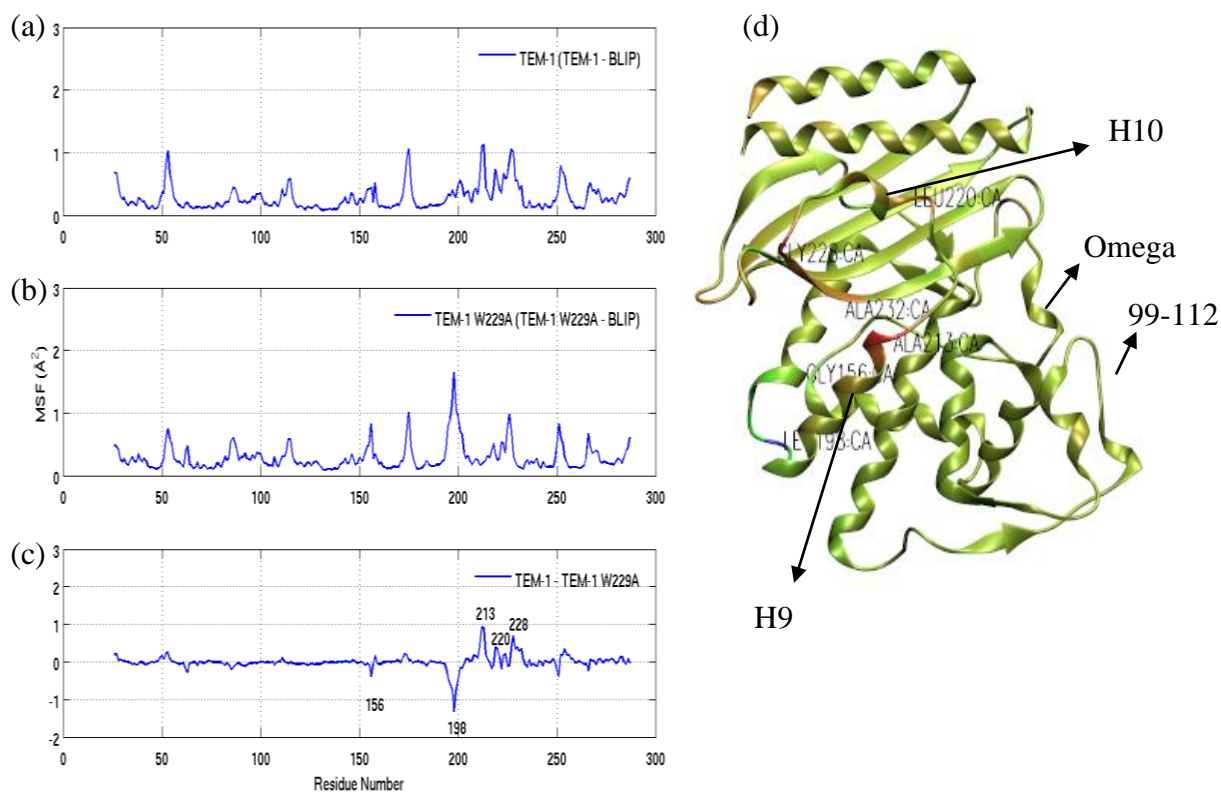 (a)
3
2
1
0
TEM-1 (TEM-1 - BLIP)
0 50 100 150 200 250 300
(b)
3
2
1
0
MSF (Å²)
TEM-1 W229A (TEM-1 W229A - BLIP)
0 50 100 150 200 250 300
(c)
3
2
1
0
-1
-2
TEM-1 - TEM-1 W229A
213
220
228
156
198
0 50 100 150 200 250 300
Residue Number
(d)
H10
LEU220:CA
GLY228:CA
Omega
ALA232:CA
99-112
ALA213:CA
GLY156:CA
H9